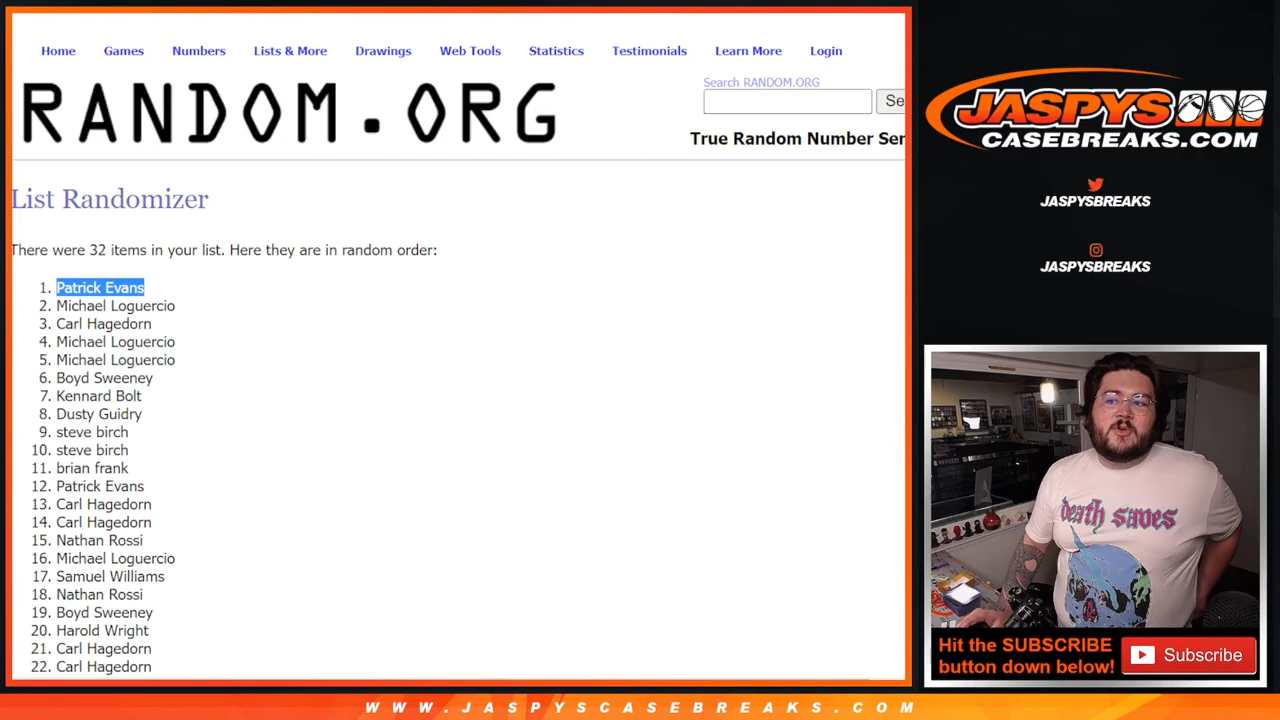 Home Games Numbers Lists & More Drawings Web Tools Statistics Testimonials Learn More Login
RANDOM.ORG
Search RANDOM.ORG
Se
True Random Number Ser
List Randomizer
There were 32 items in your list. Here they are in random order:
1. Patrick Evans
2. Michael Loguercio
3. Carl Hagedorn
4. Michael Loguercio
5. Michael Loguercio
6. Boyd Sweeney
7. Kennard Bolt
8. Dusty Guidry
9. steve birch
10. steve birch
11. brian frank
12. Patrick Evans
13. Carl Hagedorn
14. Carl Hagedorn
15. Nathan Rossi
16. Michael Loguercio
17. Samuel Williams
18. Nathan Rossi
19. Boyd Sweeney
20. Harold Wright
21. Carl Hagedorn
22. Carl Hagedorn
JASPYS
CASEBREAKS.COM
JASPYSBREAKS
JASPYSBREAKS
death saves
Hit the SUBSCRIBE
button down below!
Subscribe
WWW.JASPYSCASEBREAKS.COM